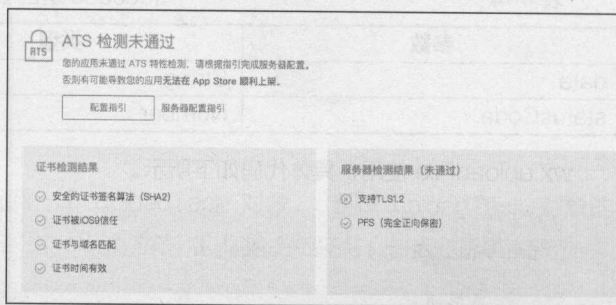 参数
data
statusCode
ATS
ATS 检测未通过
您的应用未通过 ATS 特性检测，请根据指引完成服务器配置。
否则有可能导致您的应用无法在 App Store 顺利上架。
配置指引
服务器配置指引
证书检测结果
安全的证书签名算法（SHA2）
证书被iOS9信任
证书与域名匹配
证书时间有效
服务器检测结果（未通过）
支持TLS1.2
PFS（完全正向保密）